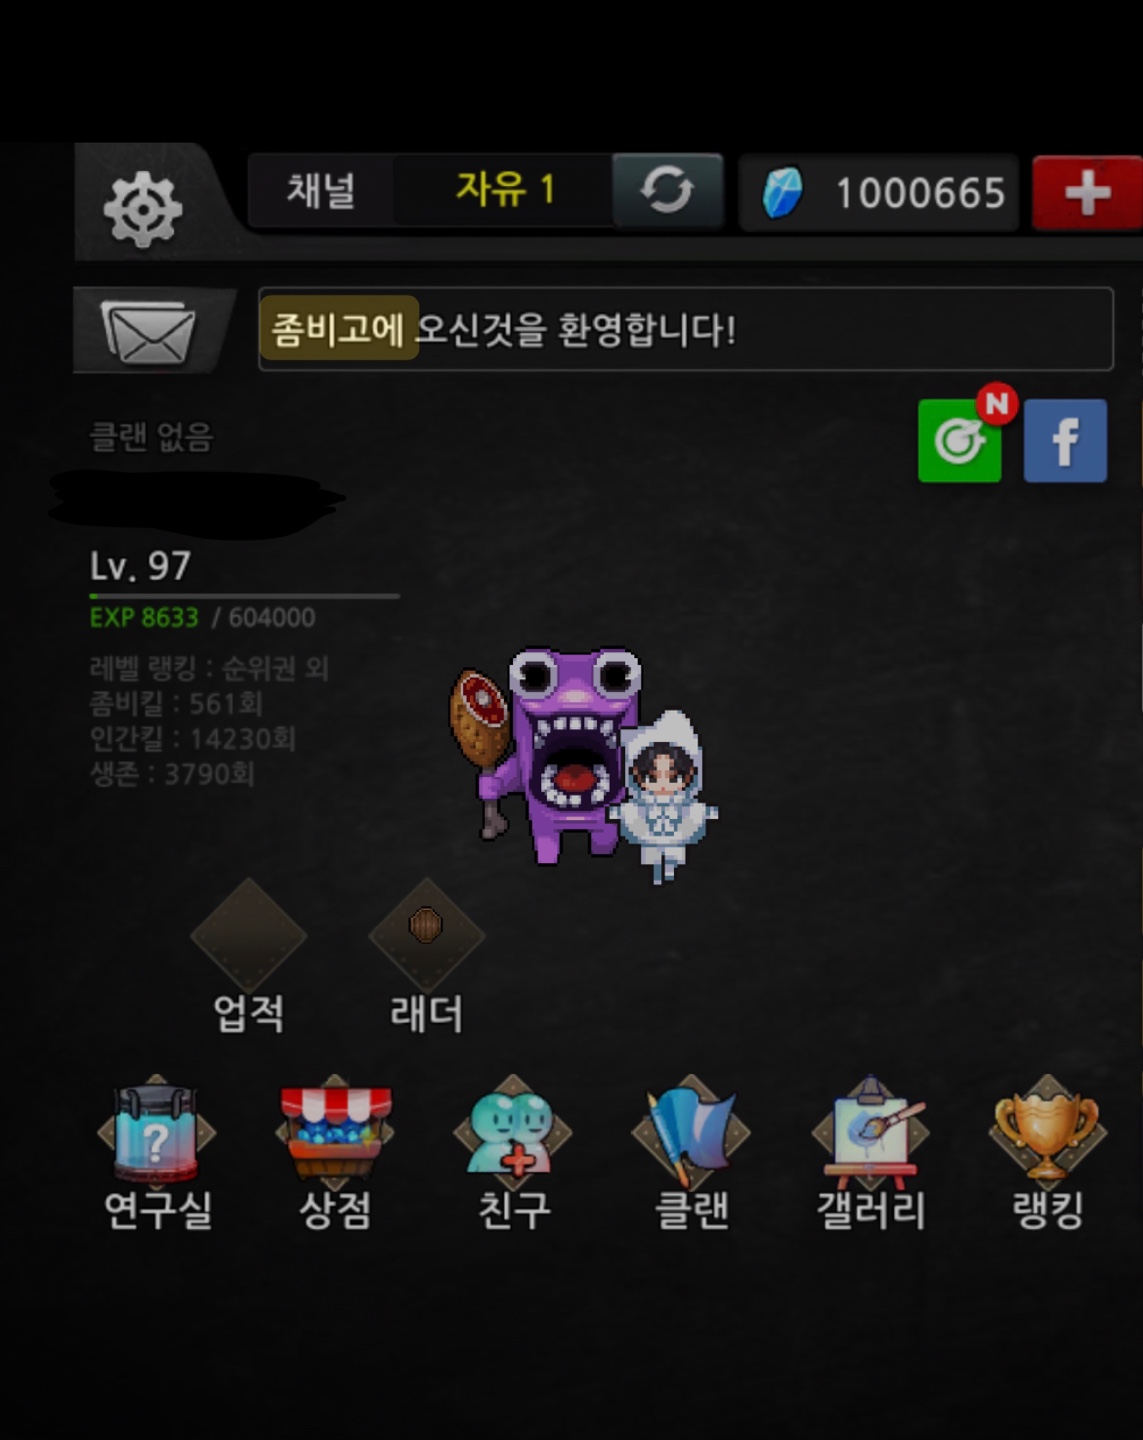 채널 자유 1 1000665
좀비고에 오신것을 환영합니다!
N
f
클랜 없음
Lv. 97
EXP 8633 / 604000
레벨 랭킹 : 순위권 외
좀비킬 : 561회
인간킬 : 14230회
생존 : 3790회
업적 래더
?
연구실 상점 친구 클랜 갤러리 랭킹